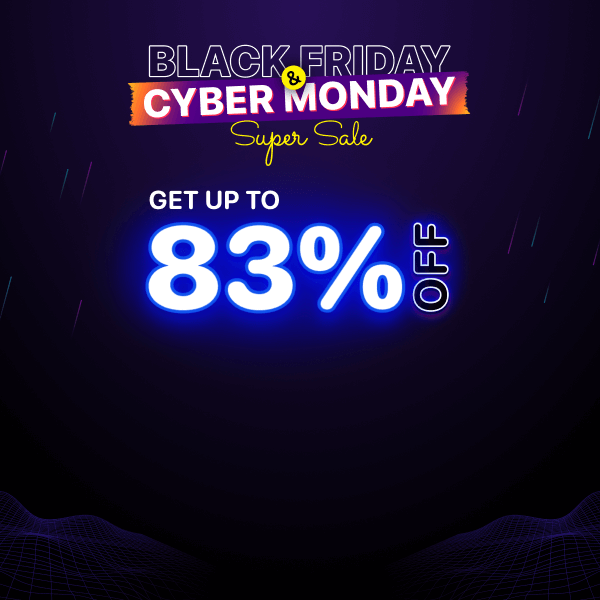 BLACK FRIDAY
&
CYBER MONDAY
Super Sale
GET UP TO
83% OFF